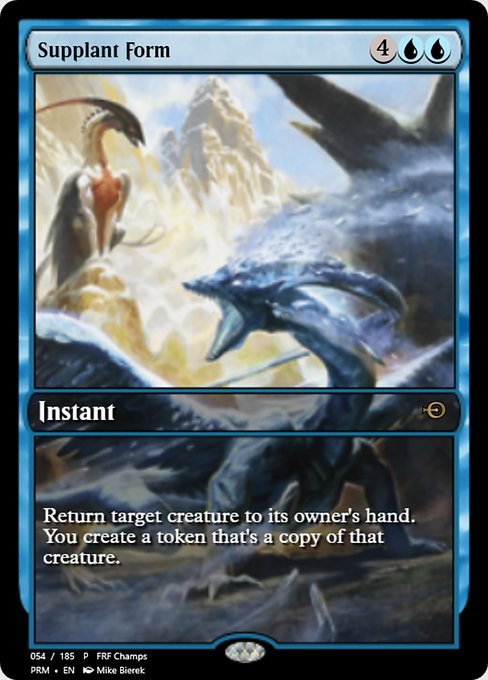 Supplant Form 4
Instant
Return target creature to its owner's hand.
You create a token that's a copy of that
creature.
054 / 185 P FRF Champs
PRM • EN Mike Bierek